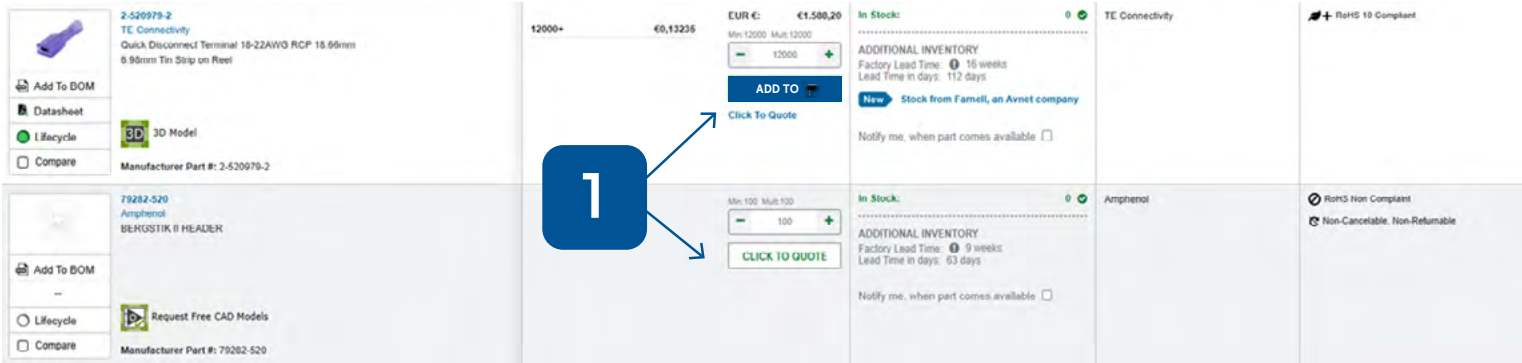 2-520979-2
TE Connectivity
Quick Disconnect Terminal 18-22AWG RCP 18.66mm
6.98mm Tin Strip on Reel
Add To BOM
Datasheet
Lifecycle
Compare
3D 3D Model
Manufacturer Part #: 2-520979-2
12000+ €0,13235
EUR €: €1.588,20
Min:12000 Mult:12000
− 12000 +
ADD TO
Click To Quote
In Stock: 0
ADDITIONAL INVENTORY
Factory Lead Time: 16 weeks
Lead Time in days: 112 days
New Stock from Farnell, an Avnet company
Notify me, when part comes available
TE Connectivity
RoHS 10 Compliant
1
79282-520
Amphenol
BERGSTIK II HEADER
Add To BOM
--
Lifecycle
Compare
Request Free CAD Models
Manufacturer Part #: 79282-520
Min:100 Mult:100
− 100 +
CLICK TO QUOTE
In Stock: 0
ADDITIONAL INVENTORY
Factory Lead Time: 9 weeks
Lead Time in days: 63 days
Notify me, when part comes available
Amphenol
RoHS Non Compliant
Non-Cancelable, Non-Returnable